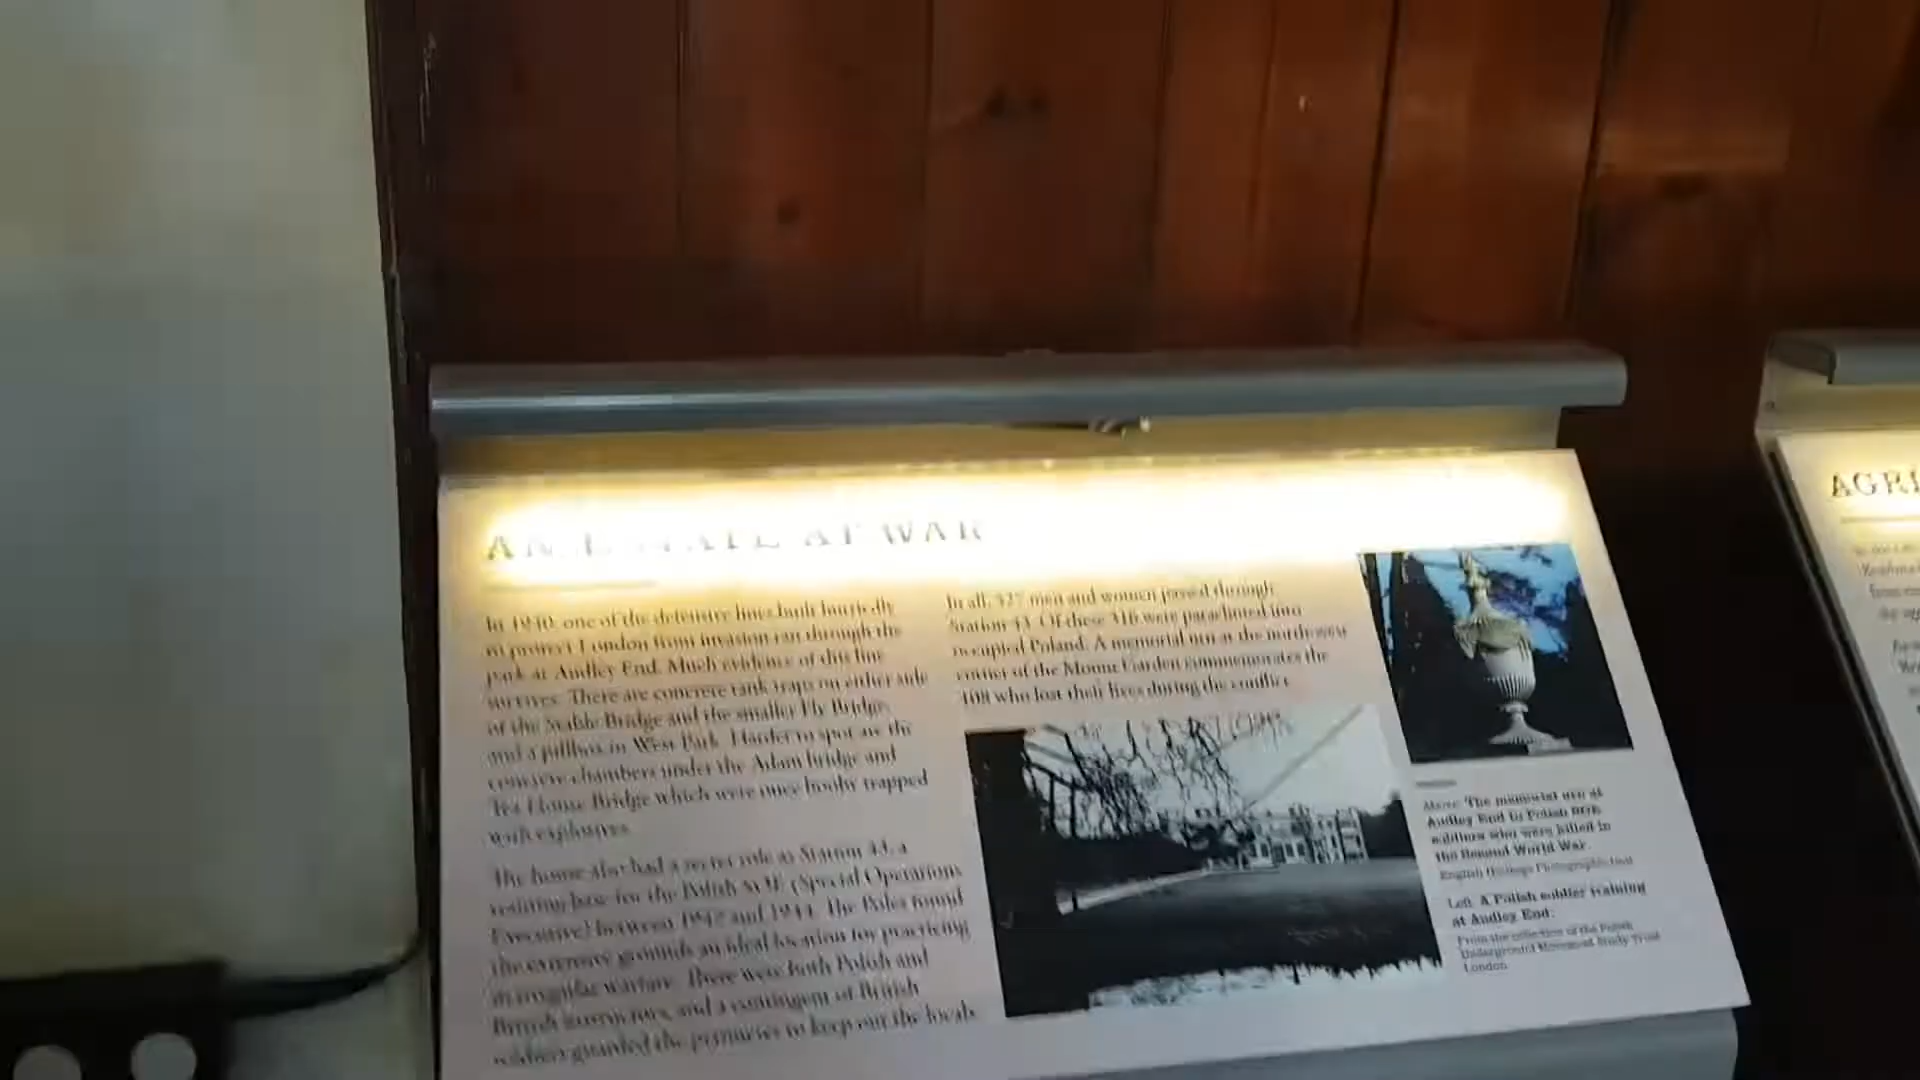 AN ESTATE AT WAR
In 1940, one of the defensive lines built hurriedly
to protect London from invasion ran through the
park at Audley End. Much evidence of this line
survives. There are concrete tank traps on either side
of the Stable Bridge and the smaller Fly Bridge,
and a pillbox in West Park. Harder to spot are the
concrete chambers under the Adam bridge and
Tea House Bridge which were once booby trapped
with explosives.
The house also had a secret role as Station 43, a
training base for the Polish SOE (Special Operations
Executive) between 1942 and 1944. The Poles found
the extensive grounds an ideal location for practicing
irregular warfare. There were both Polish and
British instructors, and a contingent of British
soldiers guarded the perimeter to keep out the locals.
In all, 527 men and women passed through
Station 43. Of these 316 were parachuted into
occupied Poland. A memorial urn at the northwest
corner of the Mount Garden commemorates the
108 who lost their lives during the conflict.
Above: The memorial urn at
Audley End to Polish SOE
soldiers who were killed in
the Second World War.
English Heritage Photographic
Left: A Polish soldier training
at Audley End.
From the collection of the Polish
Underground Movement Study Trust
London
AGRI